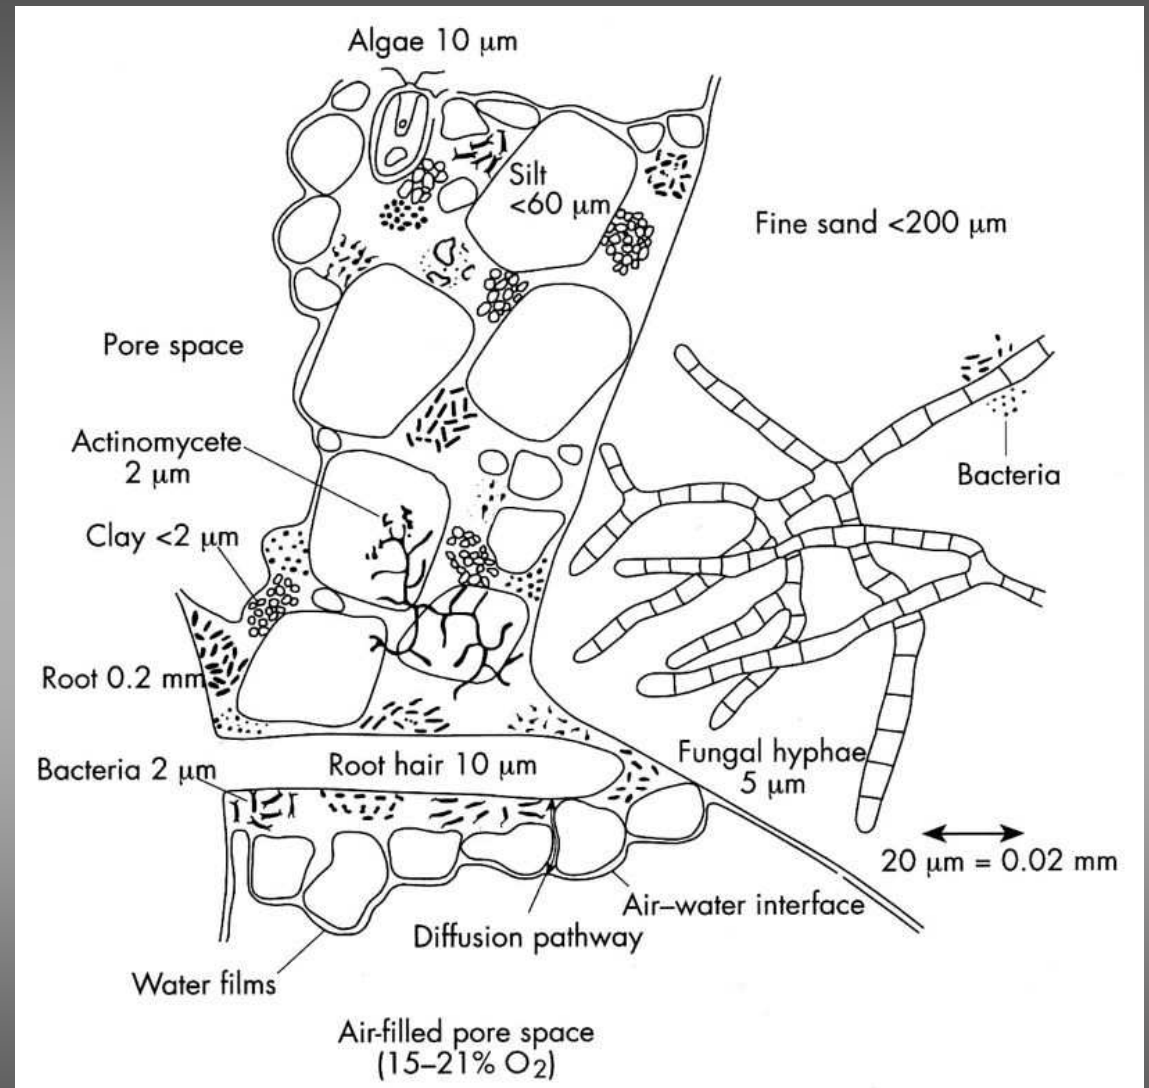 Algae 10 μm
Silt
<60 μm
Fine sand <200 μm
Pore space
Actinomycete
2 μm
Bacteria
Clay <2 μm
Root 0.2 mm
Fungal hyphae
5 μm
Bacteria 2 μm
Root hair 10 μm
20 μm = 0.02 mm
Air–water interface
Diffusion pathway
Water films
Air-filled pore space
(15–21% O₂)